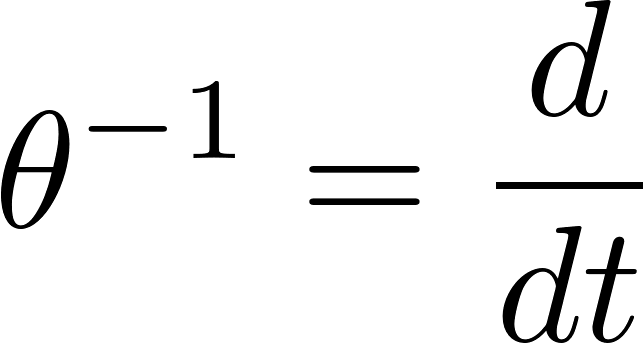 θ⁻¹ = d/dt